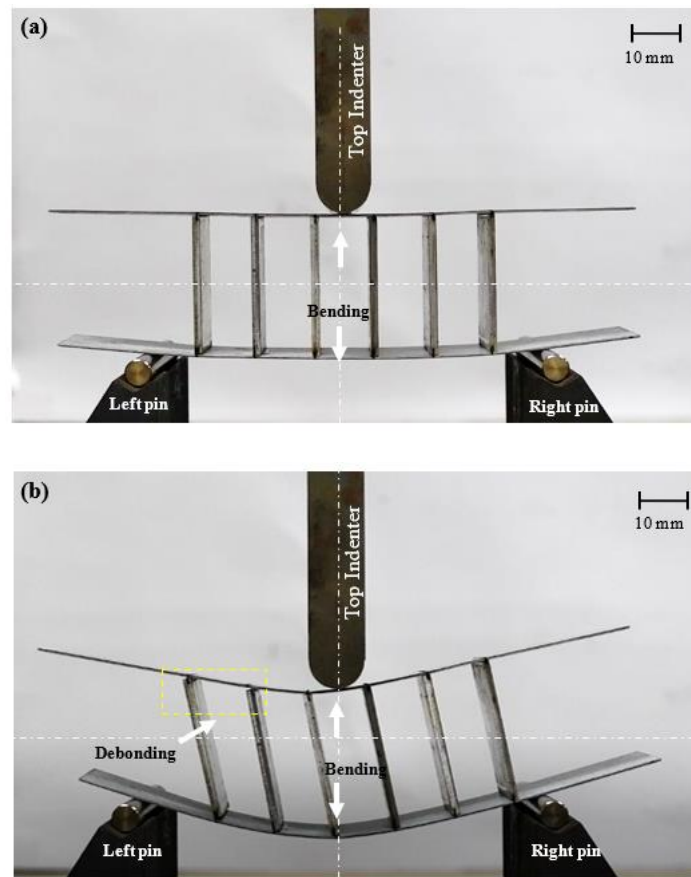 (a)
Top Indenter
10 mm
Bending
Left pin
Right pin
(b)
10 mm
Top Indenter
Debonding
Bending
Left pin
Right pin